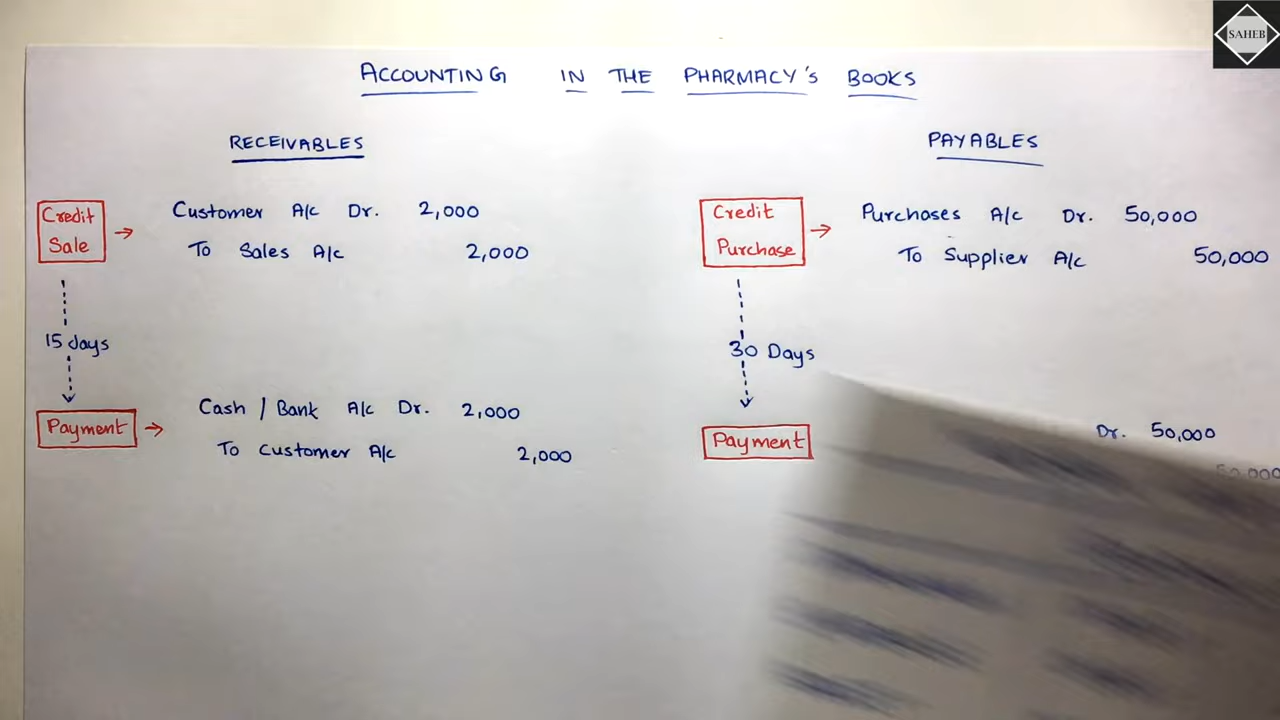 SAHEB
ACCOUNTING IN THE PHARMACY'S BOOKS
RECEIVABLES
Credit Sale → Customer A/c Dr. 2,000
To Sales A/c 2,000
15 days
Payment → Cash / Bank A/c Dr. 2,000
To Customer A/c 2,000
PAYABLES
Credit Purchase → Purchases A/c Dr. 50,000
To Supplier A/c 50,000
30 Days
Payment Dr. 50,000
50,000